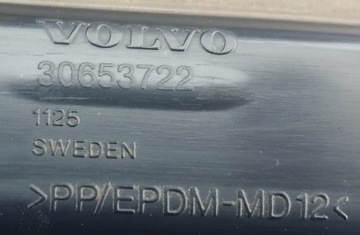 VOLVO
30653722
1125
SWEDEN
>PP/EPDM-MD12<